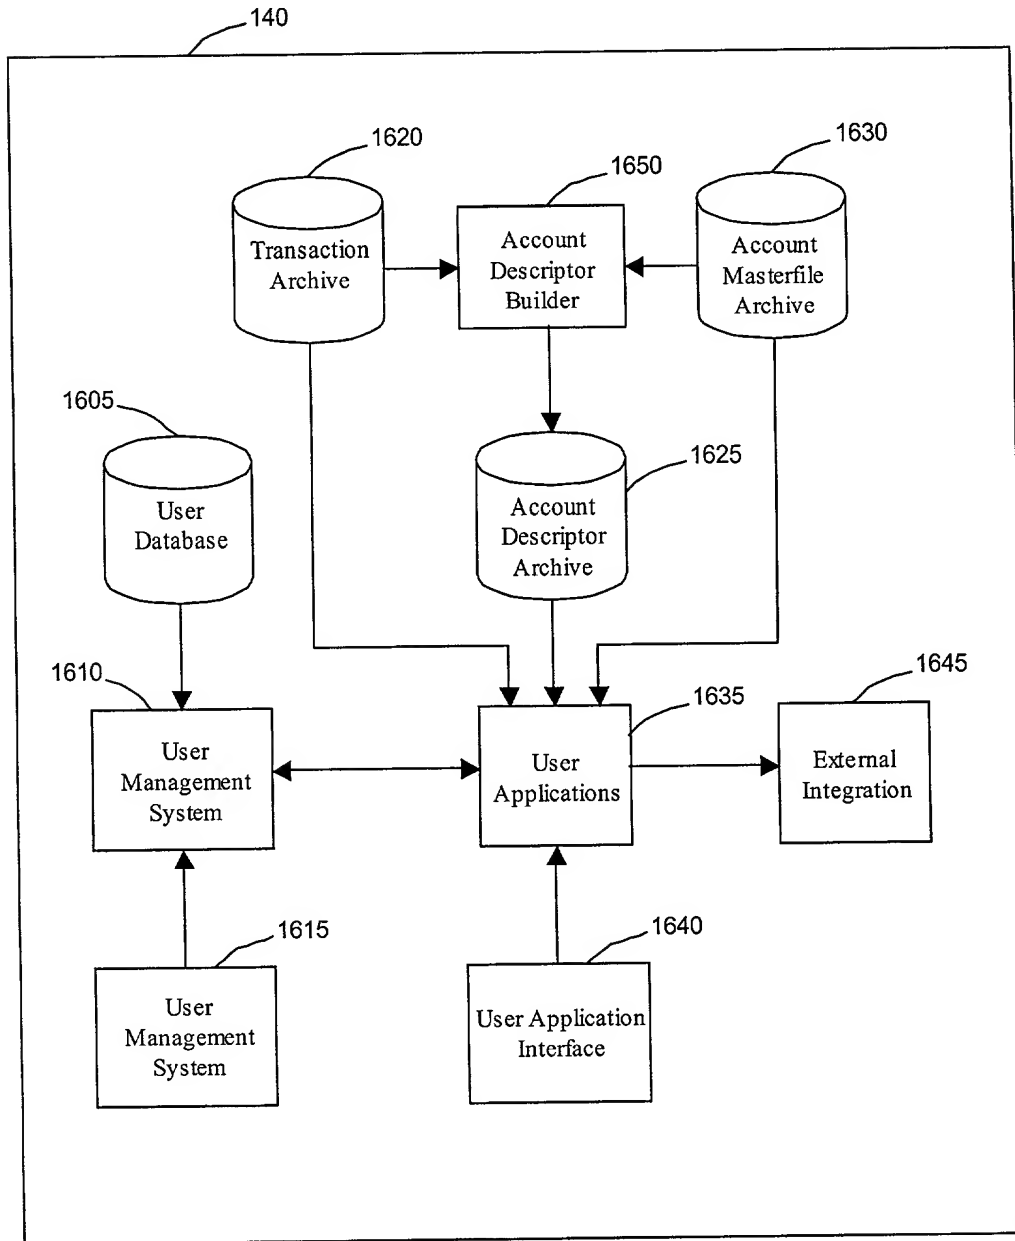 140
1620
1650
1630
Transaction
Archive
Account
Descriptor
Builder
Account
Masterfile
Archive
1605
1625
User
Database
Account
Descriptor
Archive
1610
1635
1645
User
Management
System
User
Applications
External
Integration
1615
1640
User
Management
System
User Application
Interface